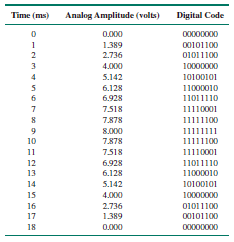 Time (ms) Analog Amplitude (volts) Digital Code
0 0.000 00000000
1 1.389 00101100
2 2.736 01011100
3 4.000 10000000
4 5.142 10100101
5 6.128 11000010
6 6.928 11011110
7 7.518 11110001
8 7.878 11111100
9 8.000 11111111
10 7.878 11111100
11 7.518 11110001
12 6.928 11011110
13 6.128 11000010
14 5.142 10100101
15 4.000 10000000
16 2.736 01011100
17 1.389 00101100
18 0.000 00000000